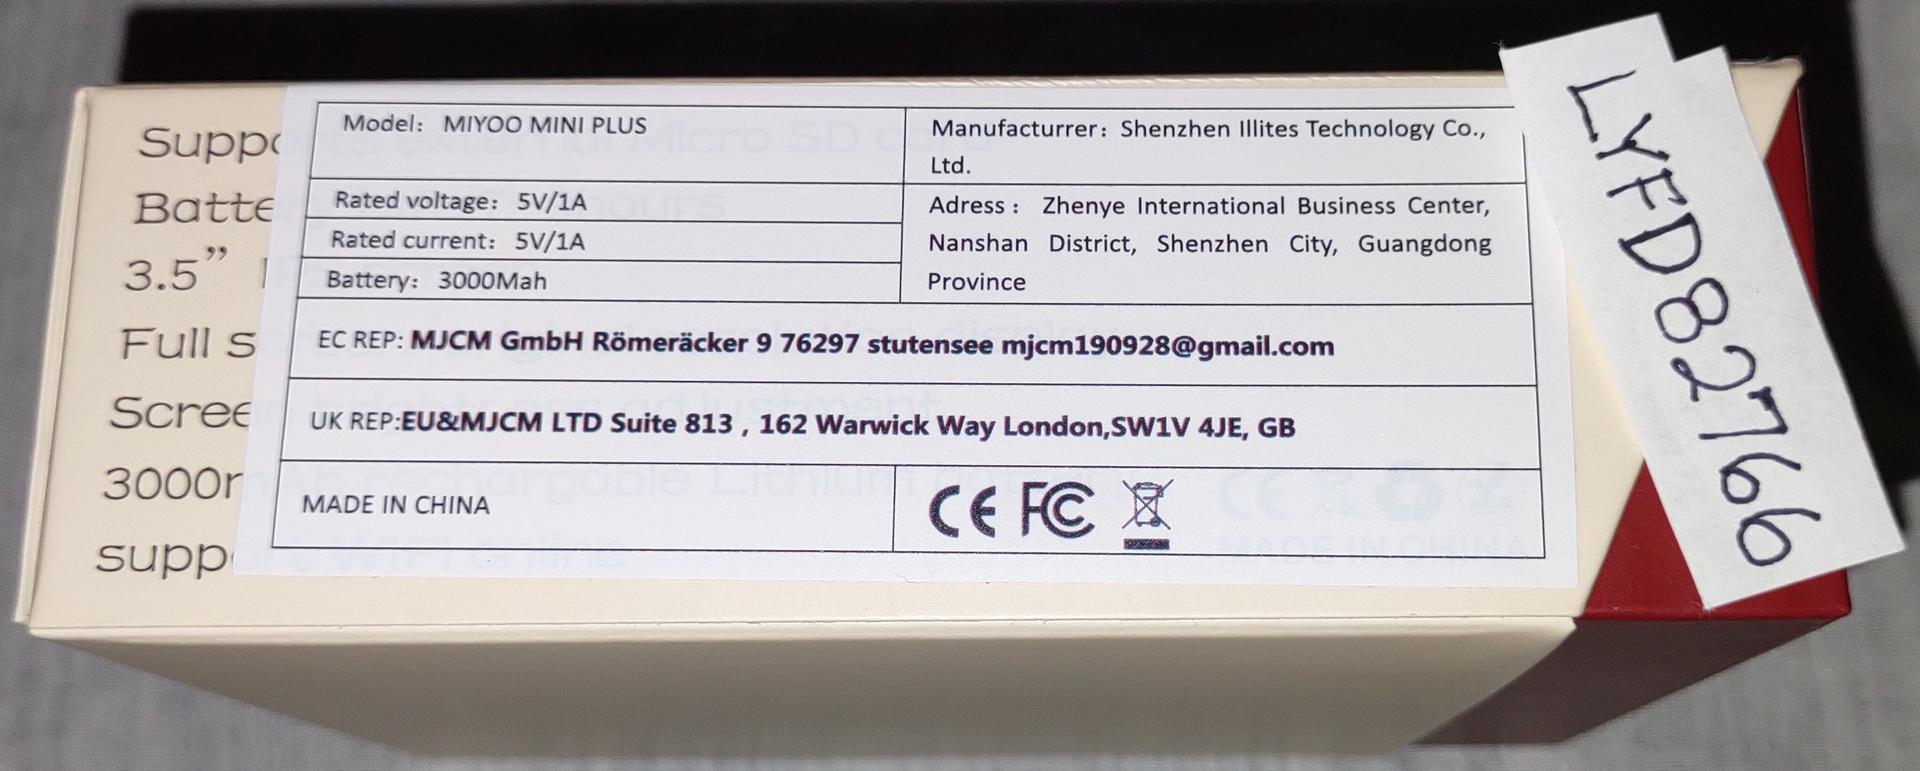 Suppo
Batte
3.5”
Full s
Scree
3000r
suppo
Model: MIYOO MINI PLUS
Manufacturrer: Shenzhen Illites Technology Co.,
Ltd.
Rated voltage: 5V/1A
Rated current: 5V/1A
Battery: 3000Mah
Adress : Zhenye International Business Center,
Nanshan District, Shenzhen City, Guangdong
Province
EC REP: MJCM GmbH Römeräcker 9 76297 stutensee mjcm190928@gmail.com
UK REP:EU&MJCM LTD Suite 813 , 162 Warwick Way London,SW1V 4JE, GB
MADE IN CHINA
CE FC
LYFD82766